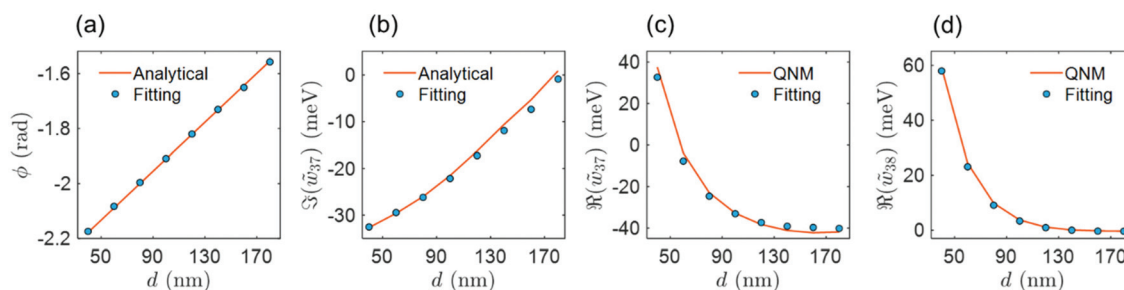 (a) (b) (c) (d)
-1.6
-1.8
-2
-2.2
ϕ (rad)
Analytical
Fitting
50 90 130 170
d (nm)
0
-10
-20
-30
ℑ(w̃₃₇) (meV)
Analytical
Fitting
50 90 130 170
d (nm)
40
20
0
-20
-40
ℜ(w̃₃₇) (meV)
QNM
Fitting
50 90 130 170
d (nm)
60
40
20
0
ℜ(w̃₃₈) (meV)
QNM
Fitting
50 90 130 170
d (nm)